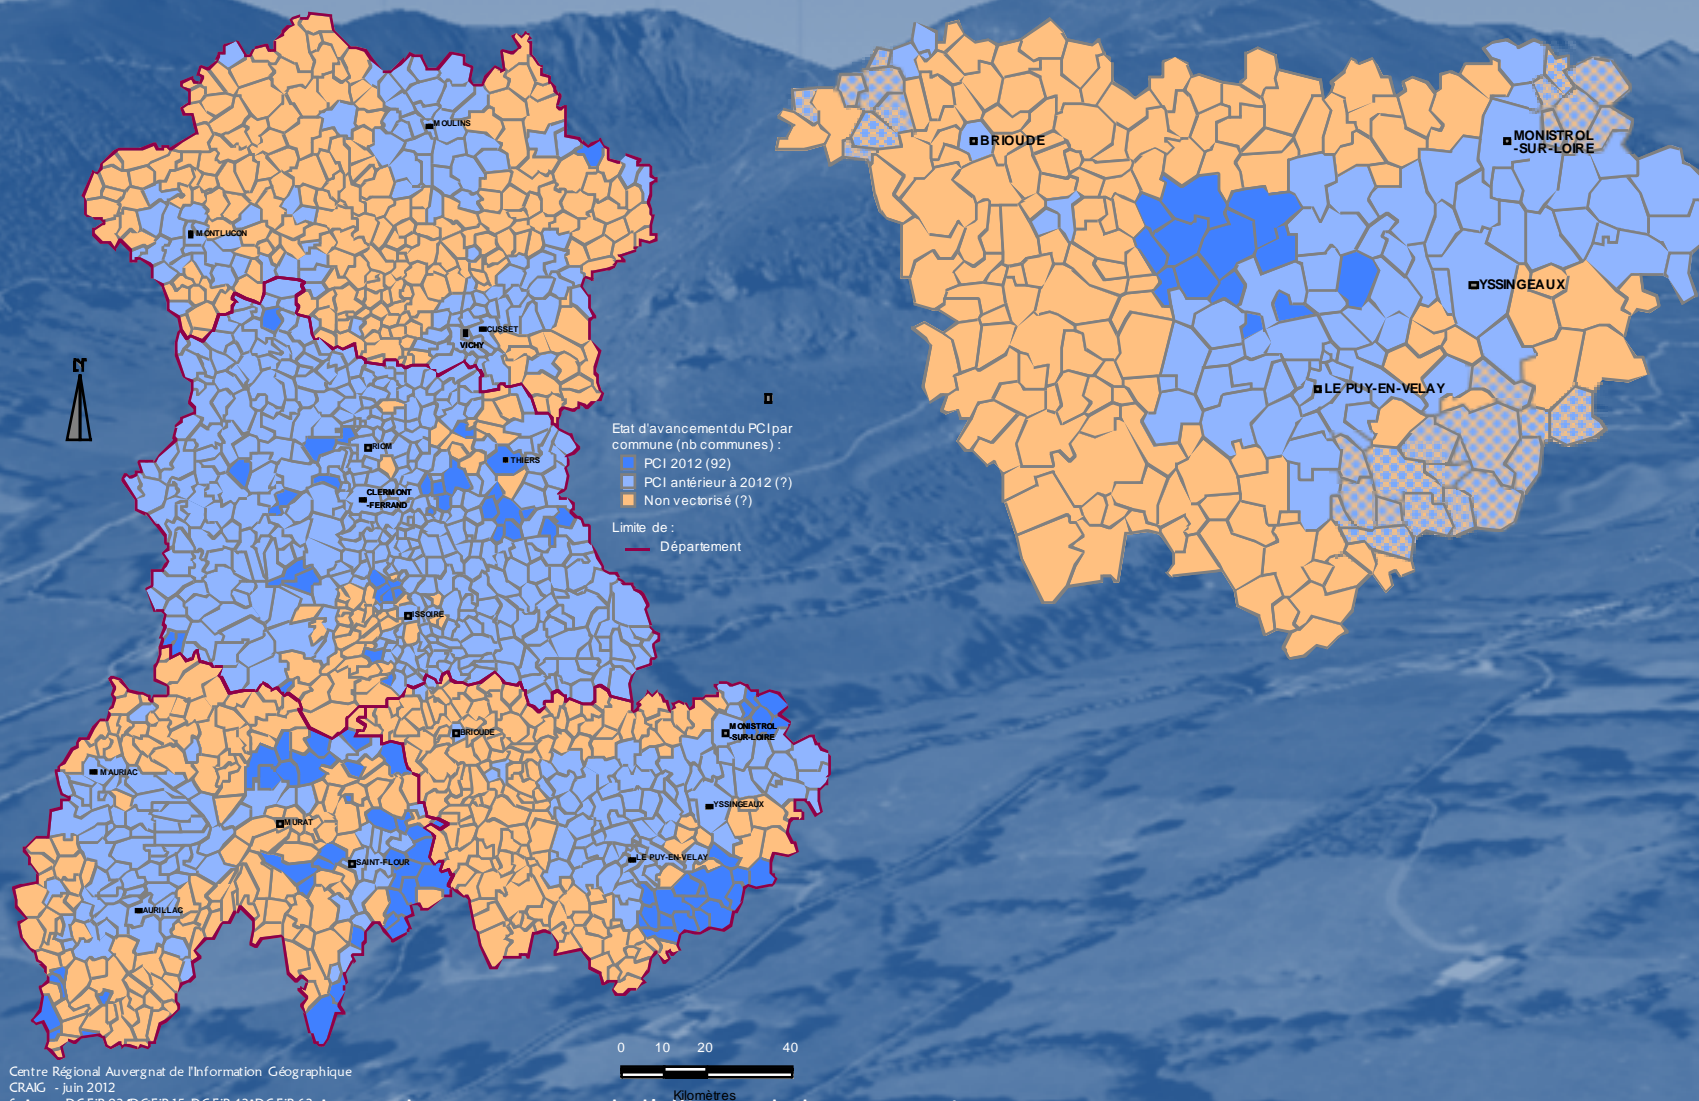 MOULINS
MONTLUCON
CUSSET
VICHY
RIOM
THIERS
CLERMONT
-FERRAND
ISSOIRE
BRIOUDE
MONISTROL
-SUR-LOIRE
MAURIAC
YSSINGEAUX
MURAT
LE PUY-EN-VELAY
SAINT-FLOUR
AURILLAC
N
BRIOUDE
MONISTROL
-SUR-LOIRE
YSSINGEAUX
LE PUY-EN-VELAY
Etat d'avancement du PCI par
commune (nb communes) :
PCI 2012 (92)
PCI antérieur à 2012 (?)
Non vectorisé (?)
Limite de :
Département
0 10 20 40
Kilomètres
Centre Régional Auvergnat de l'Information Géographique
CRAIG - juin 2012